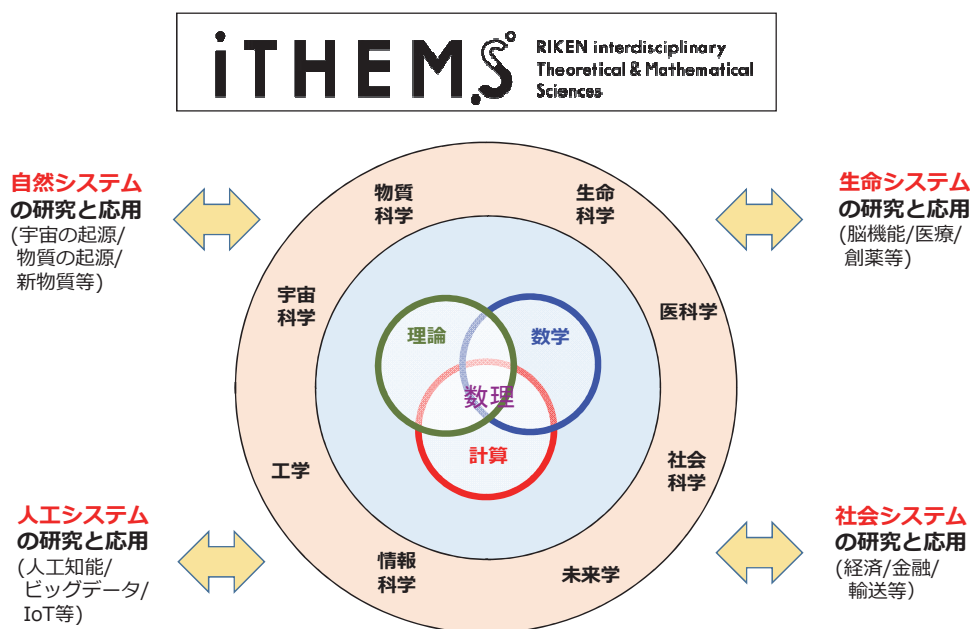 iTHEMS
RIKEN interdisciplinary
Theoretical & Mathematical
Sciences
自然システム
の研究と応用
(宇宙の起源/
物質の起源/
新物質等)
生命システム
の研究と応用
(脳機能/医療/
創薬等)
物質
科学
生命
科学
宇宙
科学
医科学
理論
数学
数理
計算
工学
社会
科学
情報
科学
未来学
人工システム
の研究と応用
(人工知能/
ビッグデータ/
IoT等)
社会システム
の研究と応用
(経済/金融/
輸送等)